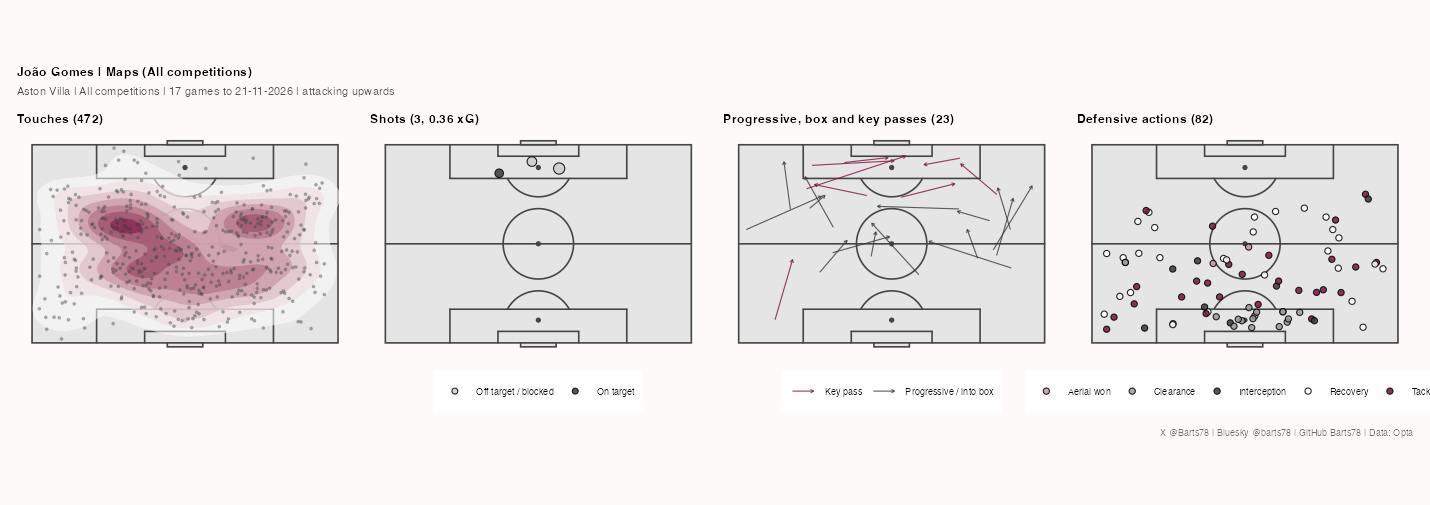 João Gomes | Maps (All competitions)
Aston Villa | All competitions | 17 games to 21-11-2026 | attacking upwards
Touches (472)
Shots (3, 0.36 xG)
Progressive, box and key passes (23)
Defensive actions (82)
Off target / blocked
On target
Key pass
Progressive / into box
Aerial won
Clearance
Interception
Recovery
Tack
X @Barts78 | Bluesky @barts78 | GitHub Barts78 | Data: Opta